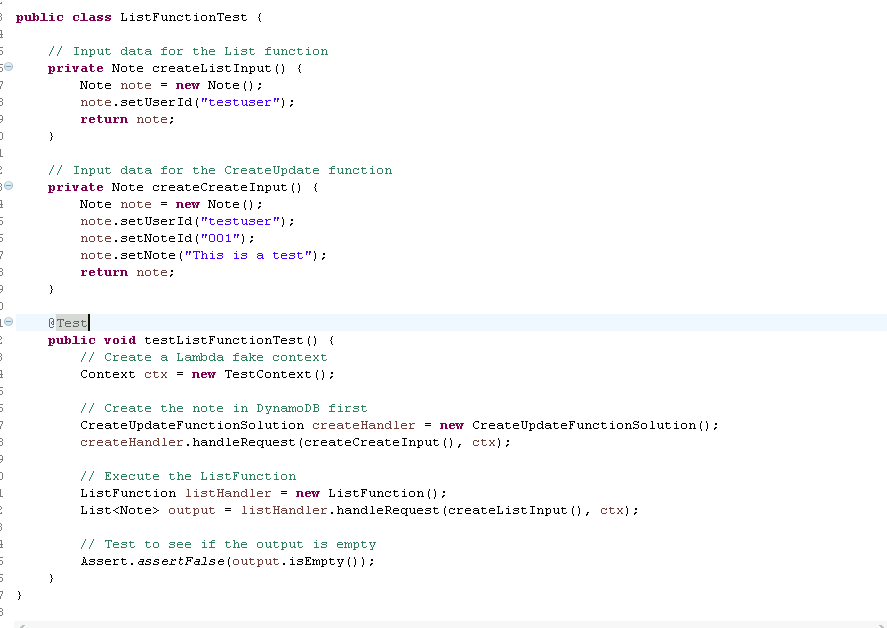 public class ListFunctionTest {
// Input data for the List function
private Note createListInput() {
Note note = new Note();
note.setUserId("testuser");
return note;
}
// Input data for the CreateUpdate function
private Note createCreateInput() {
Note note = new Note();
note.setUserId("testuser");
note.setNoteId("001");
note.setNote("This is a test");
return note;
}
@Test
public void testListFunctionTest() {
// Create a Lambda fake context
Context ctx = new TestContext();
// Create the note in DynamoDB first
CreateUpdateFunctionSolution createHandler = new CreateUpdateFunctionSolution();
createHandler.handleRequest(createCreateInput(), ctx);
// Execute the ListFunction
ListFunction listHandler = new ListFunction();
List<Note> output = listHandler.handleRequest(createListInput(), ctx);
// Test to see if the output is empty
Assert.assertFalse(output.isEmpty());
}
}